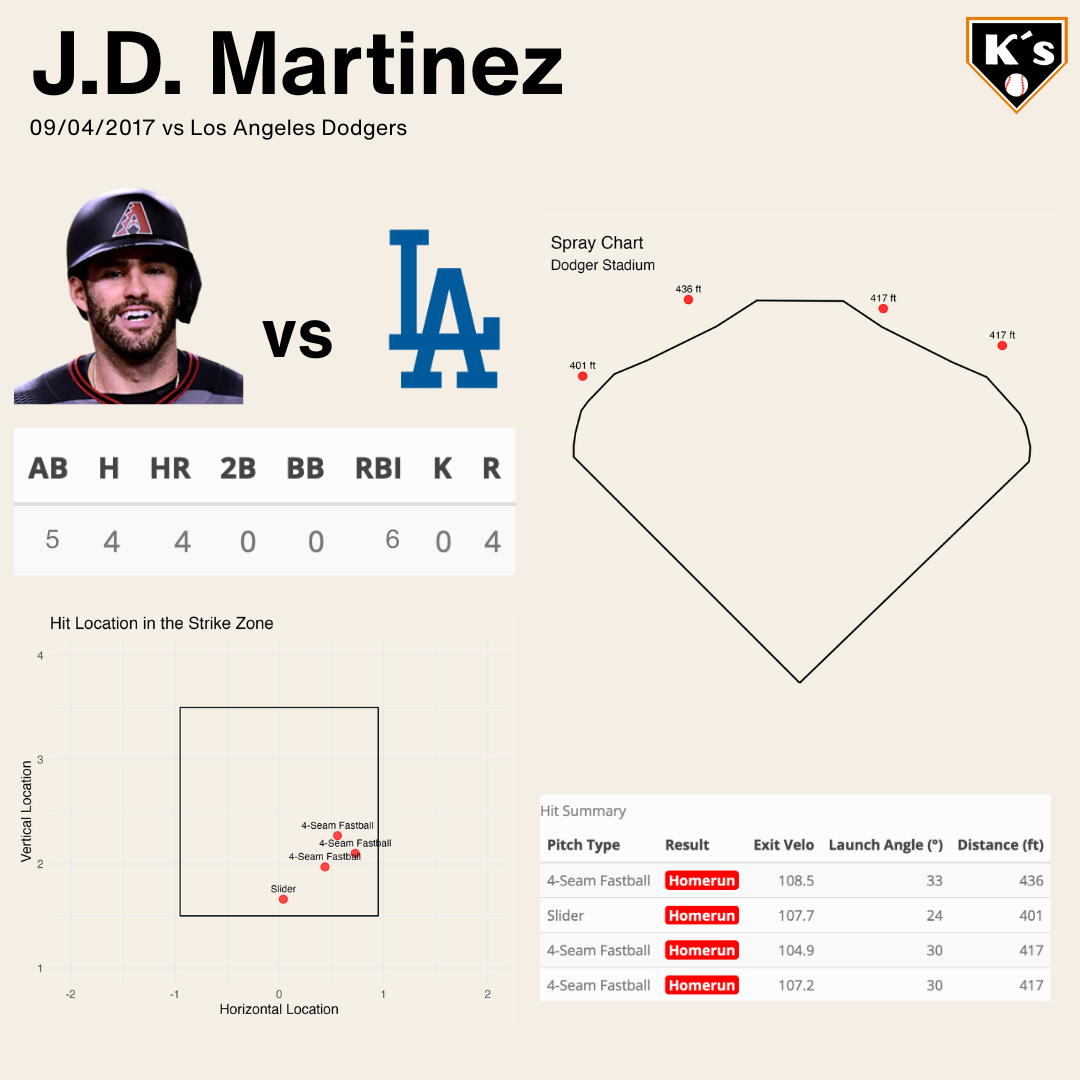 J.D. Martinez
K´s
09/04/2017 vs Los Angeles Dodgers
A
vs
LA
Spray Chart
Dodger Stadium
436 ft
417 ft
417 ft
401 ft
AB H HR 2B BB RBI K R
5 4 4 0 0 6 0 4
Hit Location in the Strike Zone
4
3
2
1
Vertical Location
4-Seam Fastball
4-Seam Fastball
4-Seam Fastball
Slider
-2 -1 0 1 2
Horizontal Location
Hit Summary
Pitch Type Result Exit Velo Launch Angle (°) Distance (ft)
4-Seam Fastball Homerun 108.5 33 436
Slider Homerun 107.7 24 401
4-Seam Fastball Homerun 104.9 30 417
4-Seam Fastball Homerun 107.2 30 417